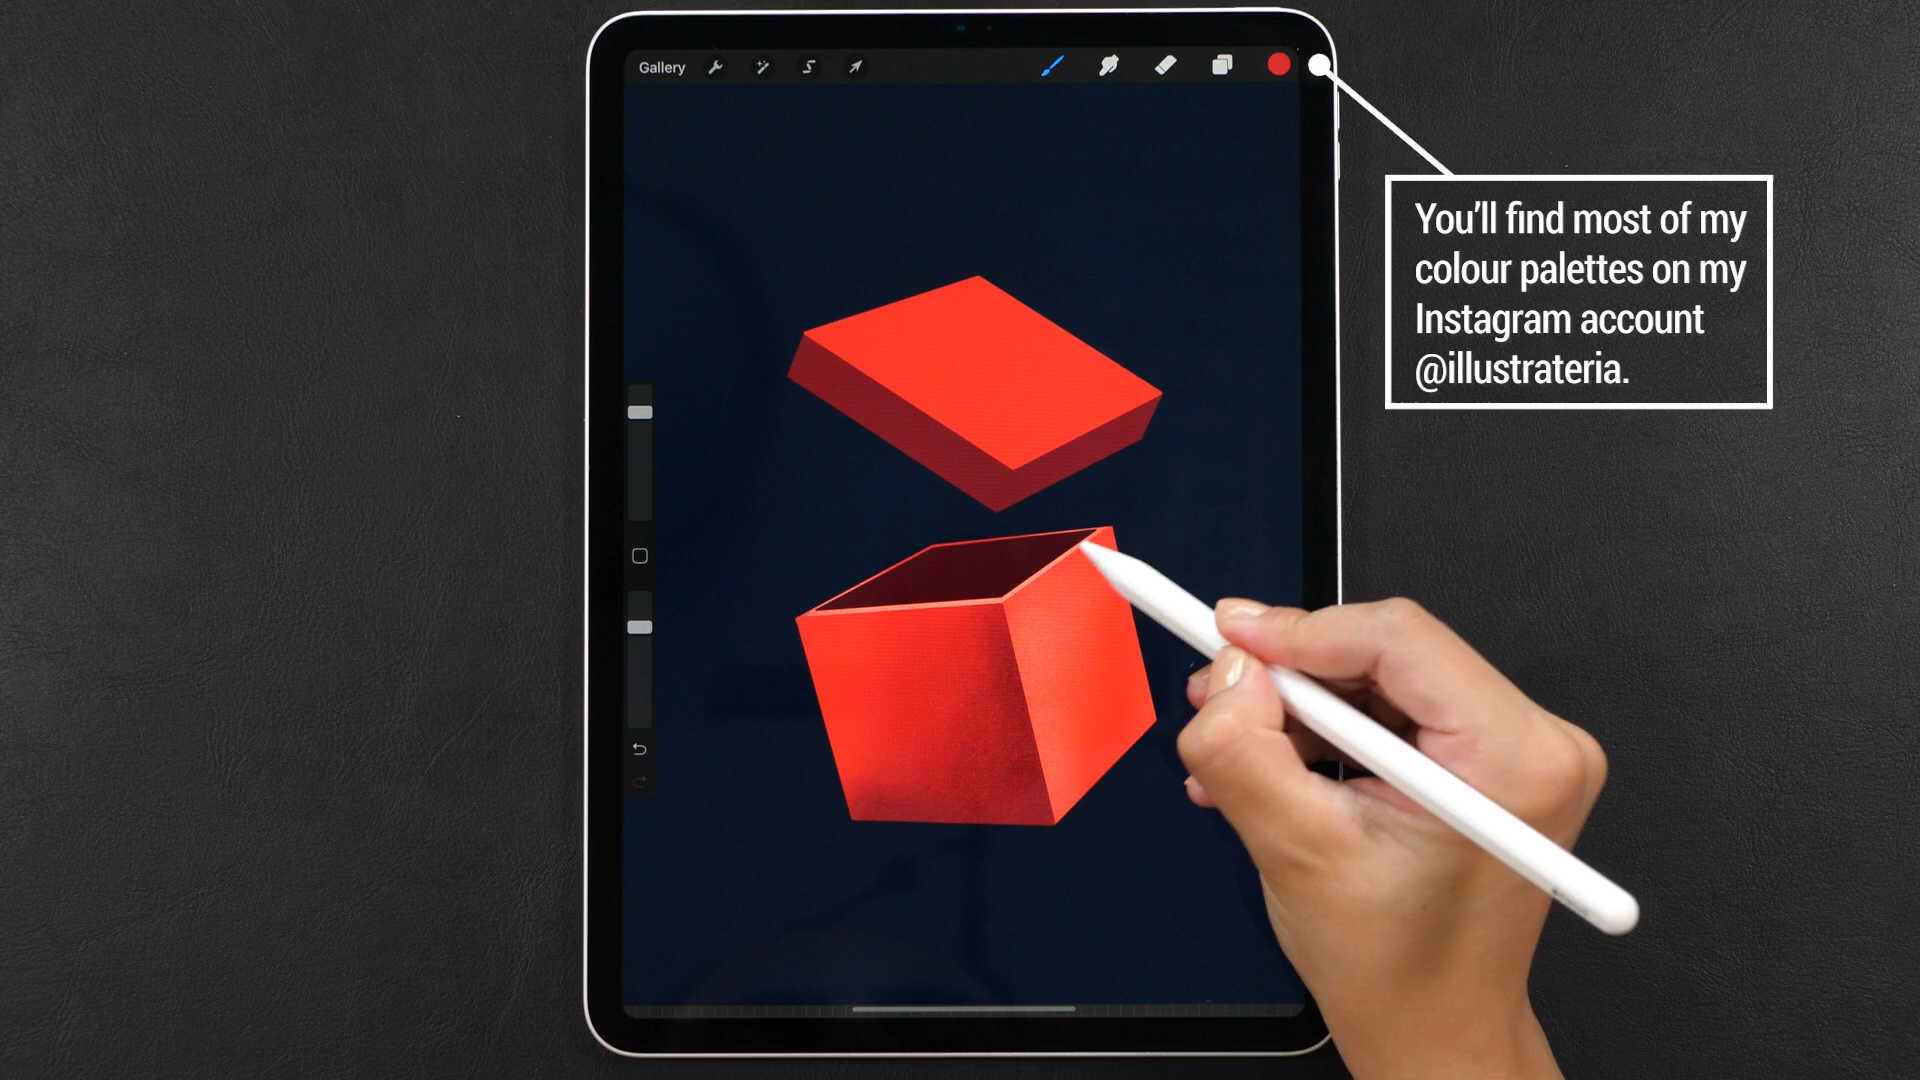 Gallery
You'll find most of my
colour palettes on my
Instagram account
@illustrateria.